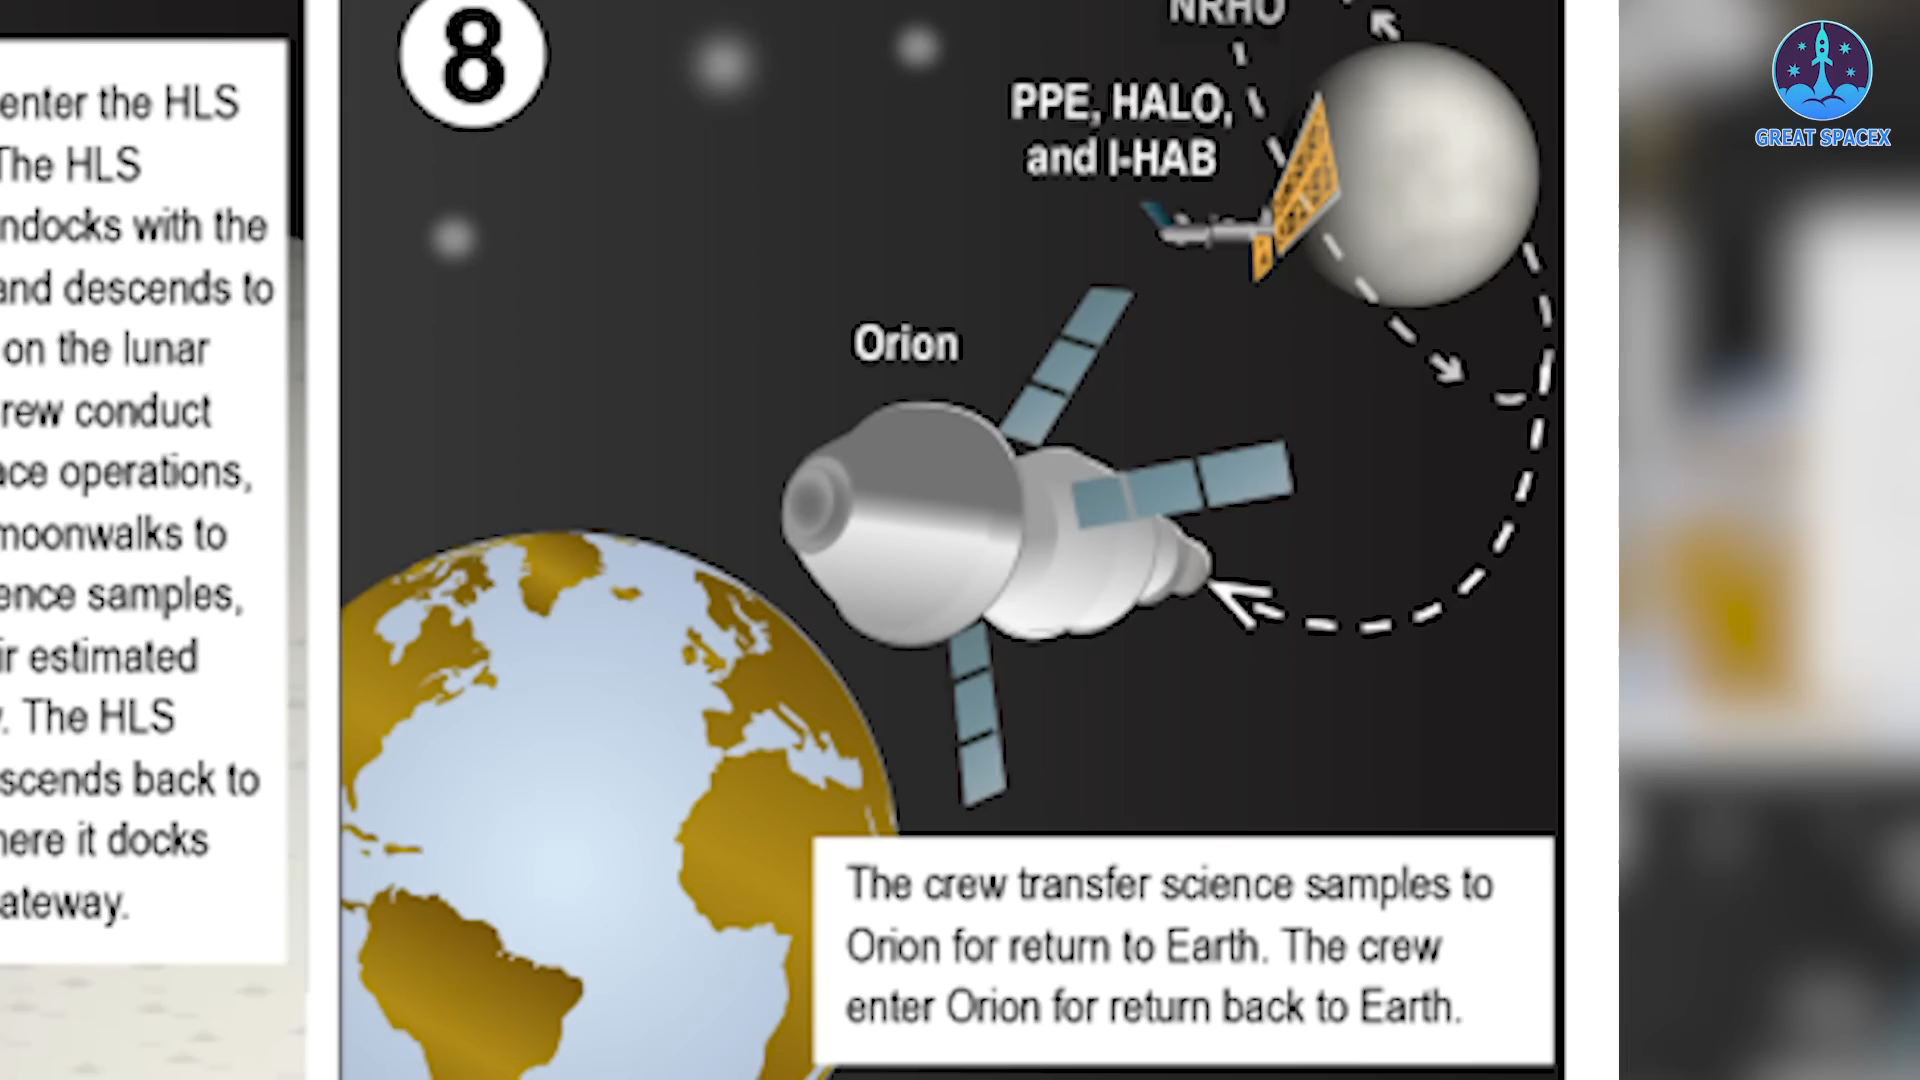 enter the HLS
The HLS
ndocks with the
and descends to
on the lunar
rew conduct
ace operations,
moonwalks to
ence samples,
ir estimated
. The HLS
scends back to
here it docks
ateway.
8
NRHO
PPE, HALO,
and I-HAB
Orion
The crew transfer science samples to
Orion for return to Earth. The crew
enter Orion for return back to Earth.
GREAT SPACEX